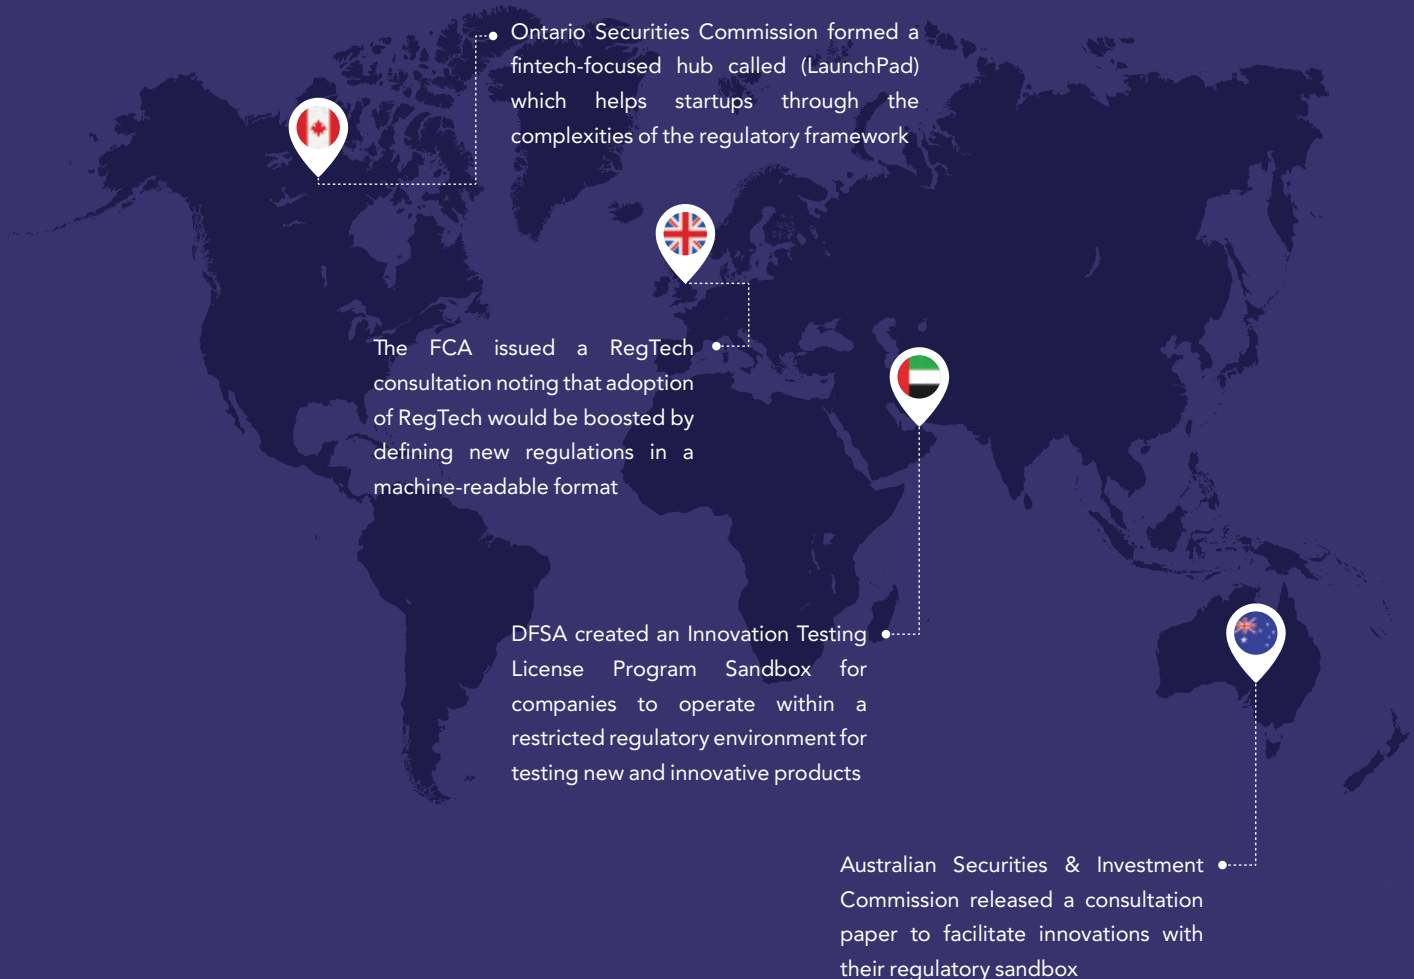 Ontario Securities Commission formed a
fintech-focused hub called (LaunchPad)
which helps startups through the
complexities of the regulatory framework
The FCA issued a RegTech
consultation noting that adoption
of RegTech would be boosted by
defining new regulations in a
machine-readable format
DFSA created an Innovation Testing
License Program Sandbox for
companies to operate within a
restricted regulatory environment for
testing new and innovative products
Australian Securities & Investment
Commission released a consultation
paper to facilitate innovations with
their regulatory sandbox